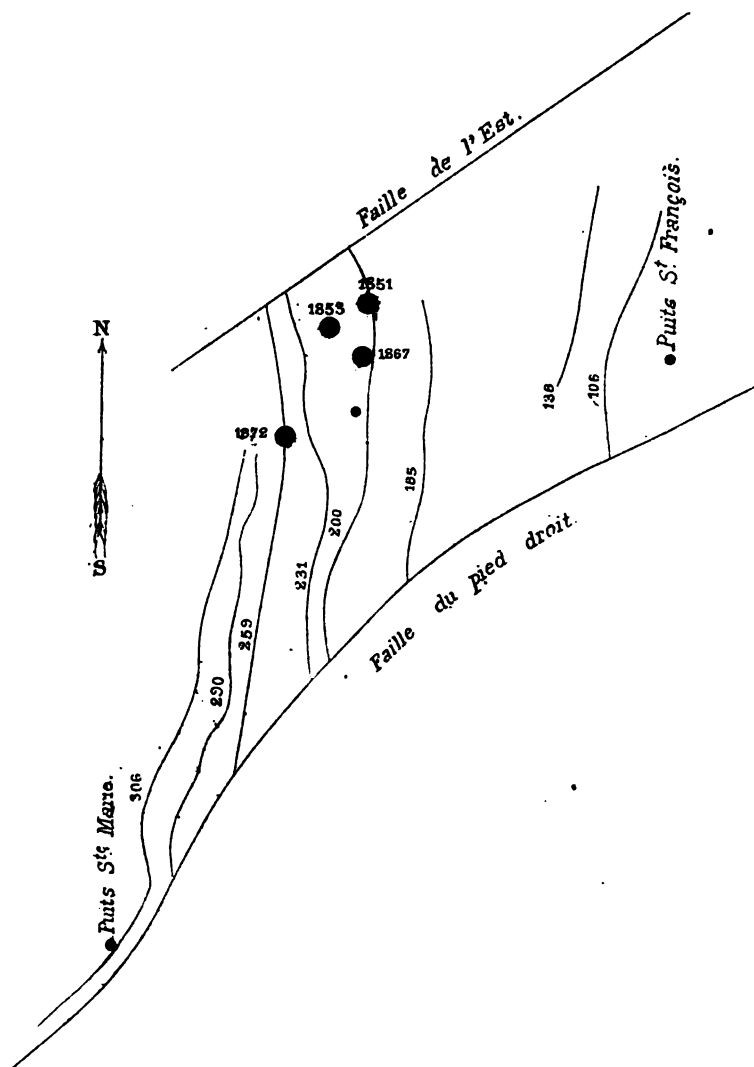 Faille de l'Est.
Puits S.t François.
1851
1853
1867
N
138
106
1872
185
200
S
231
Faille du pied droit.
259
290
306
Puits Ste Marie.